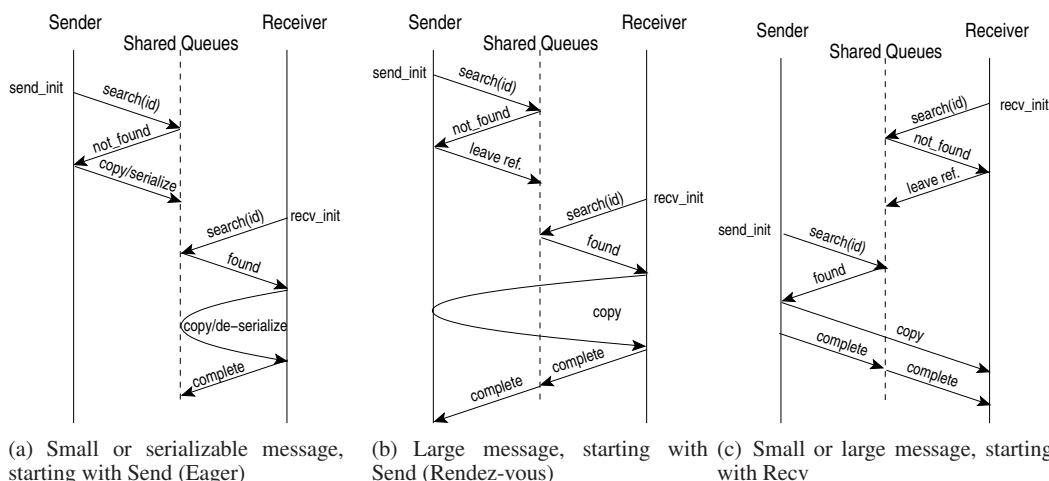 Sender
Receiver
Shared Queues
send_init
search(id)
not_found
copy/serialize
search(id)
recv_init
found
copy/de-serialize
complete
(a) Small or serializable message,
starting with Send (Eager)
Sender
Receiver
Shared Queues
send_init
search(id)
not_found
leave ref.
search(id)
recv_init
found
copy
complete
complete
(b) Large message, starting with
Send (Rendez-vous)
Sender
Receiver
Shared Queues
search(id)
recv_init
not_found
leave ref.
send_init
search(id)
found
copy
complete
complete
(c) Small or large message, starting
with Recv